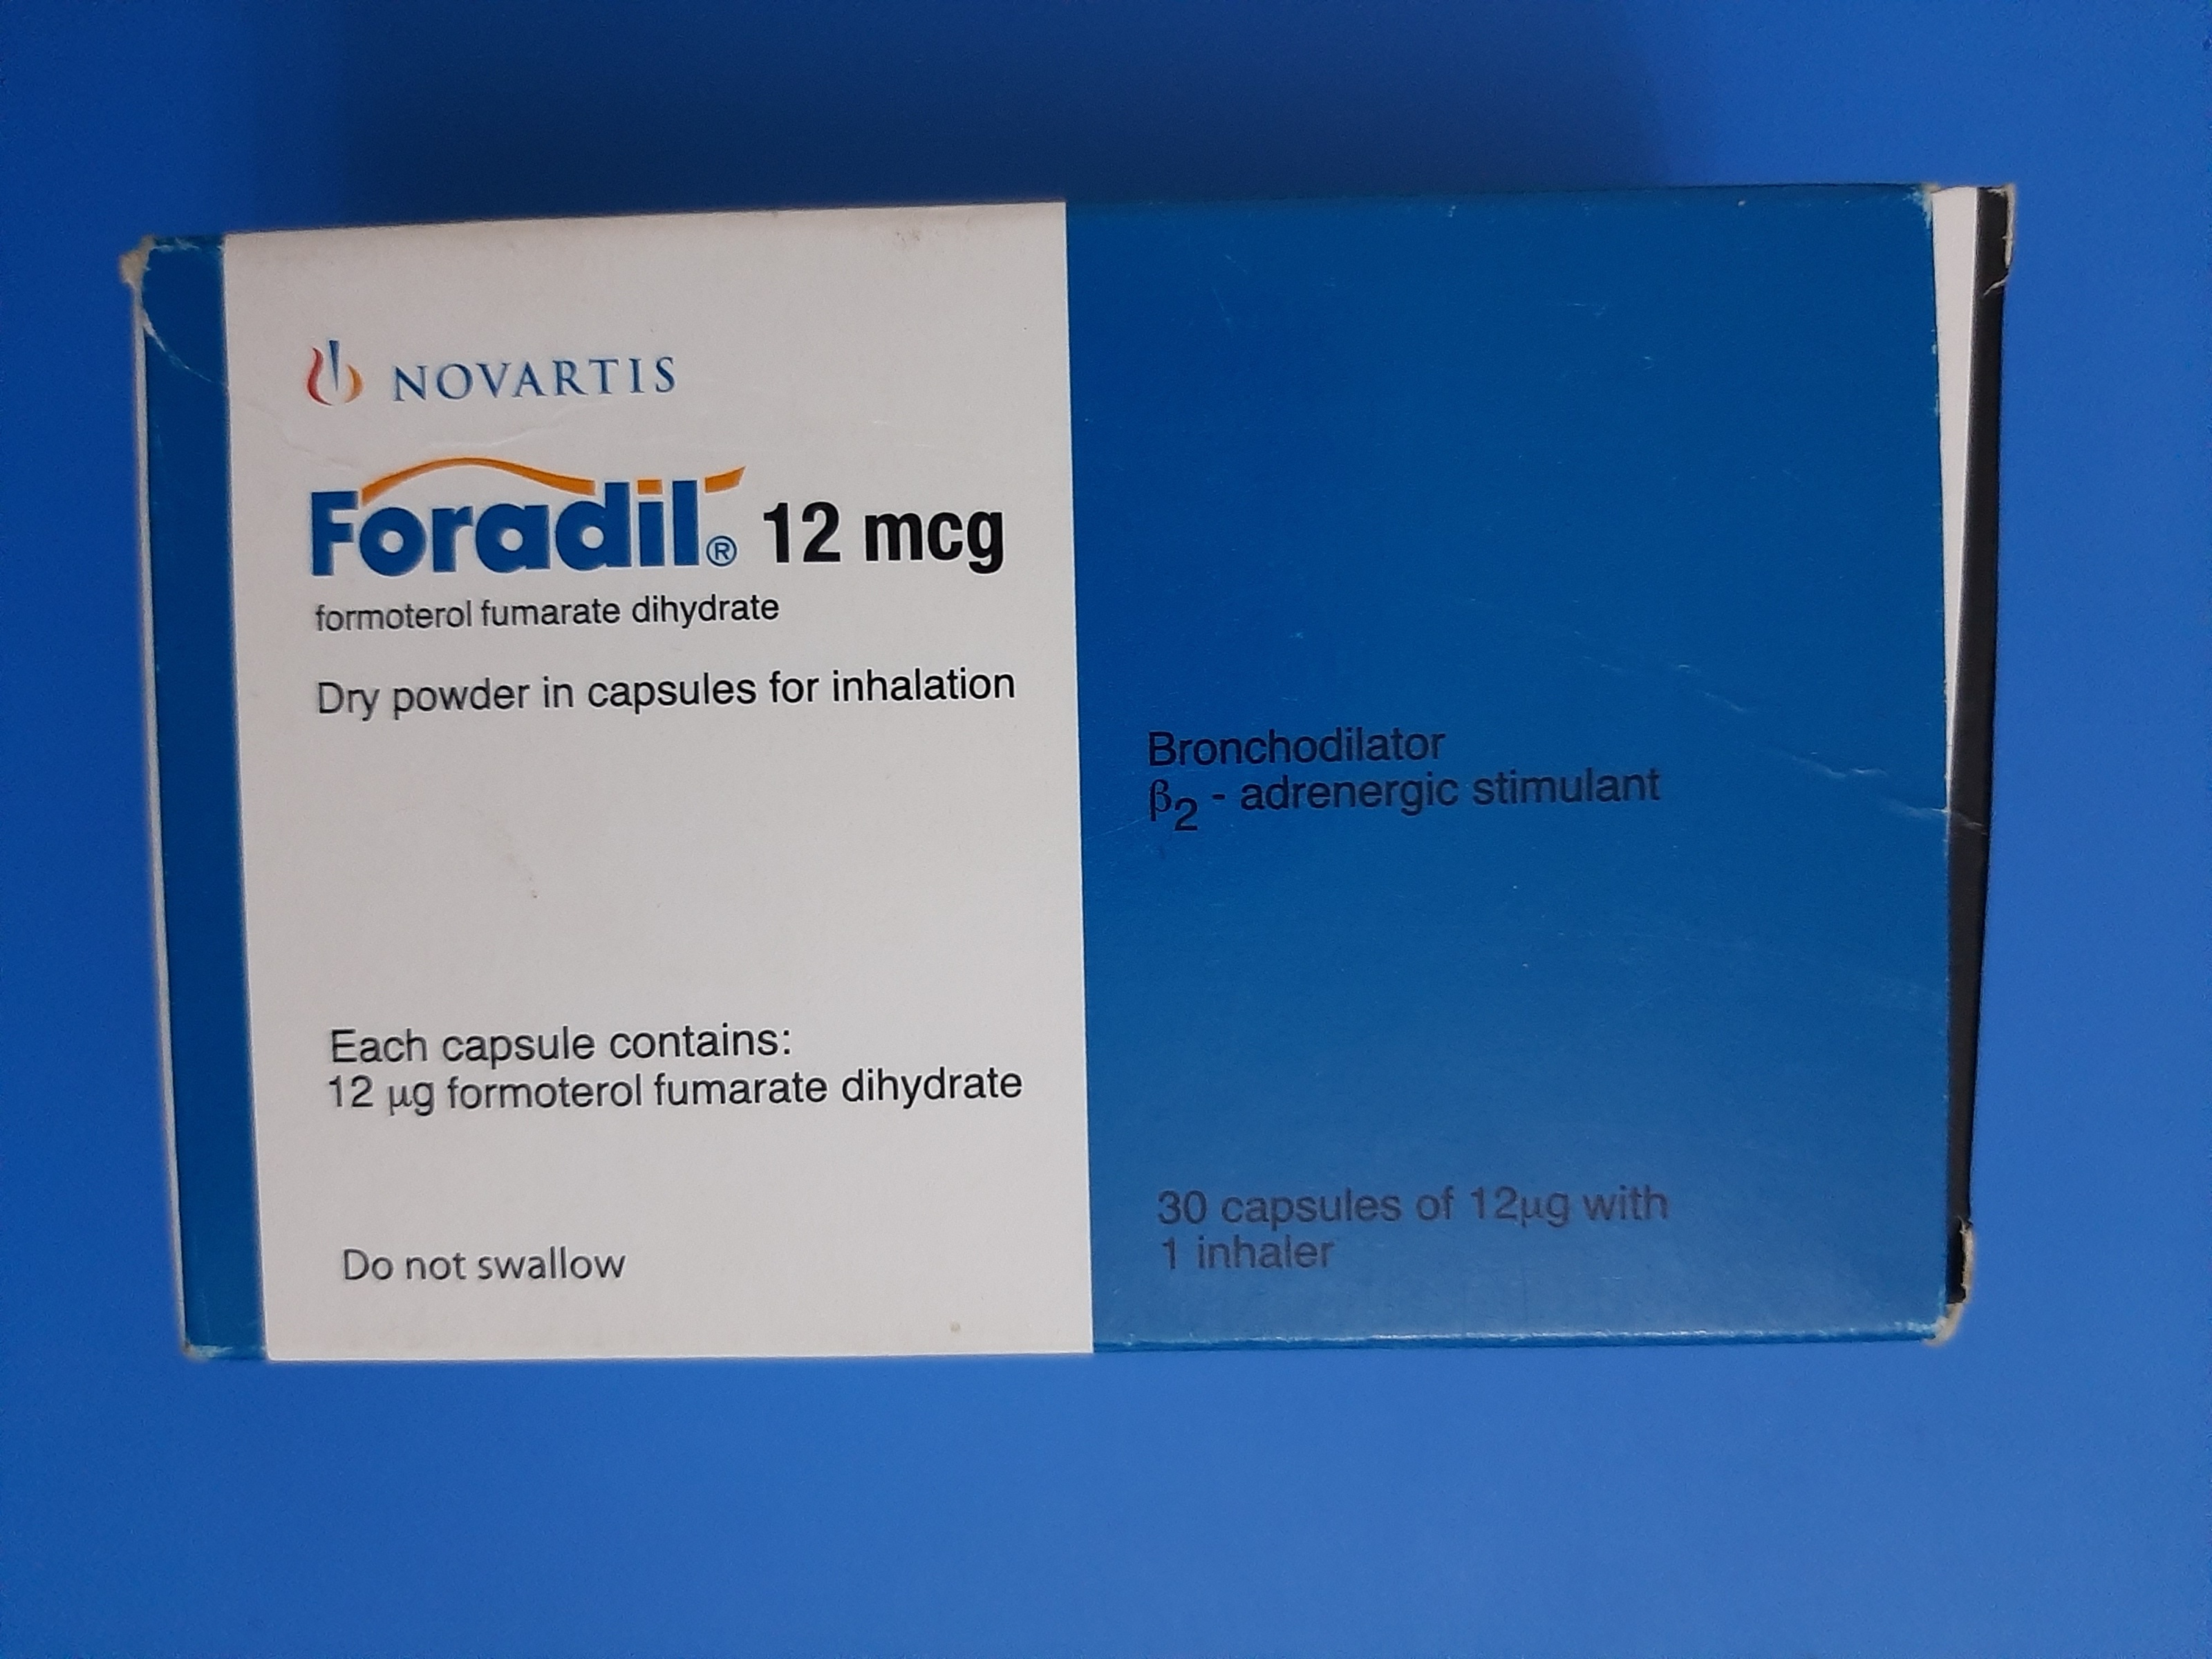 NOVARTIS
Foradil® 12 mcg
formoterol fumarate dihydrate
Dry powder in capsules for inhalation
Each capsule contains:
12 µg formoterol fumarate dihydrate
Do not swallow
Bronchodilator
β2 - adrenergic stimulant
30 capsules of 12µg with
1 inhaler